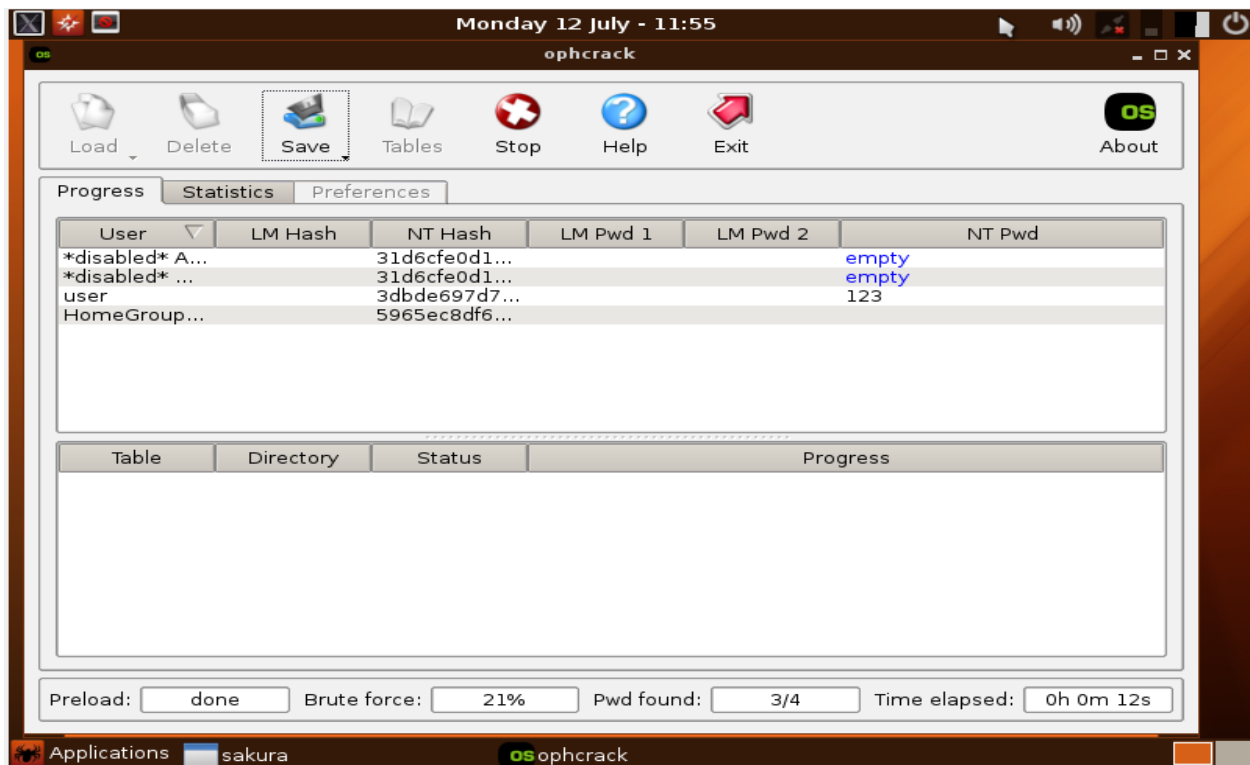 Monday 12 July - 11:55
os ophcrack
Load Delete Save Tables Stop Help Exit os About
Progress Statistics Preferences
User LM Hash NT Hash LM Pwd 1 LM Pwd 2 NT Pwd
*disabled* A... 31d6cfe0d1... empty
*disabled* ... 31d6cfe0d1... empty
user 3dbde697d7... 123
HomeGroup... 5965ec8df6...
Table Directory Status Progress
Preload: done Brute force: 21% Pwd found: 3/4 Time elapsed: 0h 0m 12s
Applications sakura os ophcrack